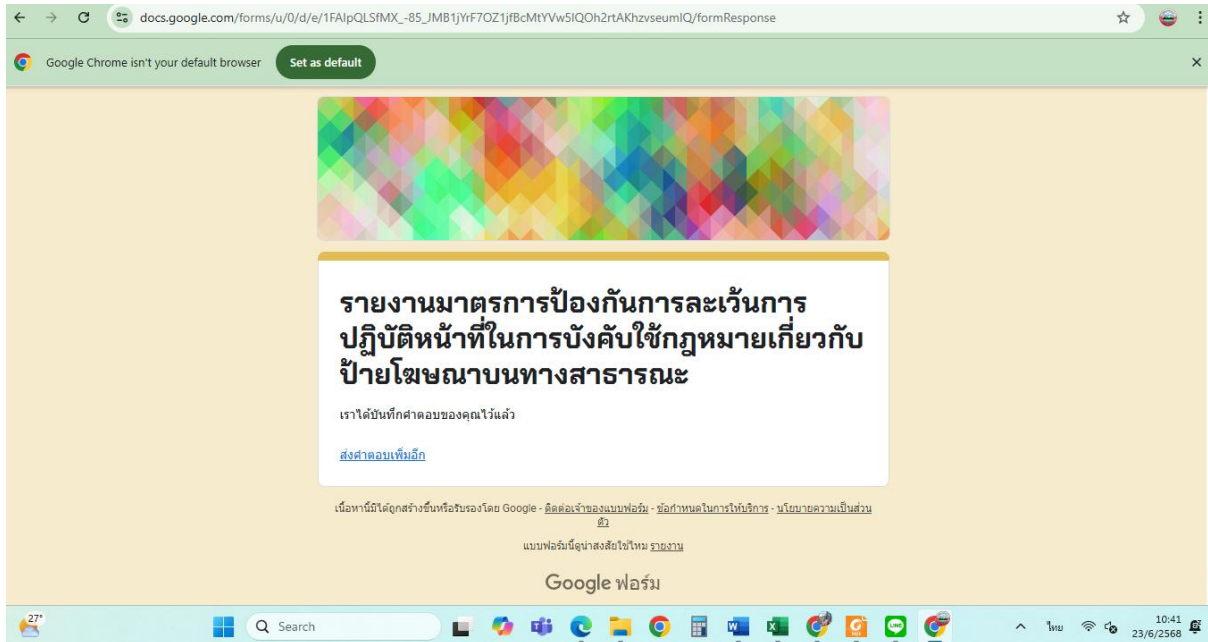 docs.google.com/forms/u/0/d/e/1FAIpQLSfMX_-85_JMB1jYrF7OZ1jfBcMtYVw5IQOh2rtAKhzvseumIQ/formResponse
Google Chrome isn't your default browser Set as default
รายงานมาตรการป้องกันการละเว้นการ
ปฏิบัติหน้าที่ในการบังคับใช้กฎหมายเกี่ยวกับ
ป้ายโฆษณาบนทางสาธารณะ
เราได้บันทึกคำตอบของคุณไว้แล้ว
ส่งคำตอบเพิ่มอีก
เนื้อหานี้มิได้ถูกสร้างขึ้นหรือรับรองโดย Google - ติดต่อเจ้าของแบบฟอร์ม - ข้อกำหนดในการให้บริการ - นโยบายความเป็นส่วน
ตัว
แบบฟอร์มนี้ดูน่าสงสัยใช่ไหม รายงาน
Google ฟอร์ม
27°
Search
ไทย
10:41
23/6/2568